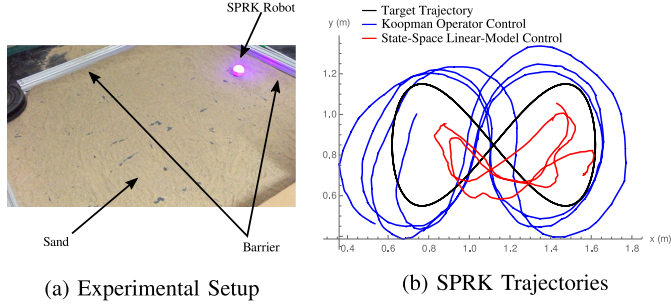 SPRK Robot
Sand
Barrier
(a) Experimental Setup
Target Trajectory
Koopman Operator Control
State-Space Linear-Model Control
y (m)
1.2
1.0
0.8
0.6
0.4 0.6 0.8 1.0 1.2 1.4 1.6 1.8
x (m)
(b) SPRK Trajectories